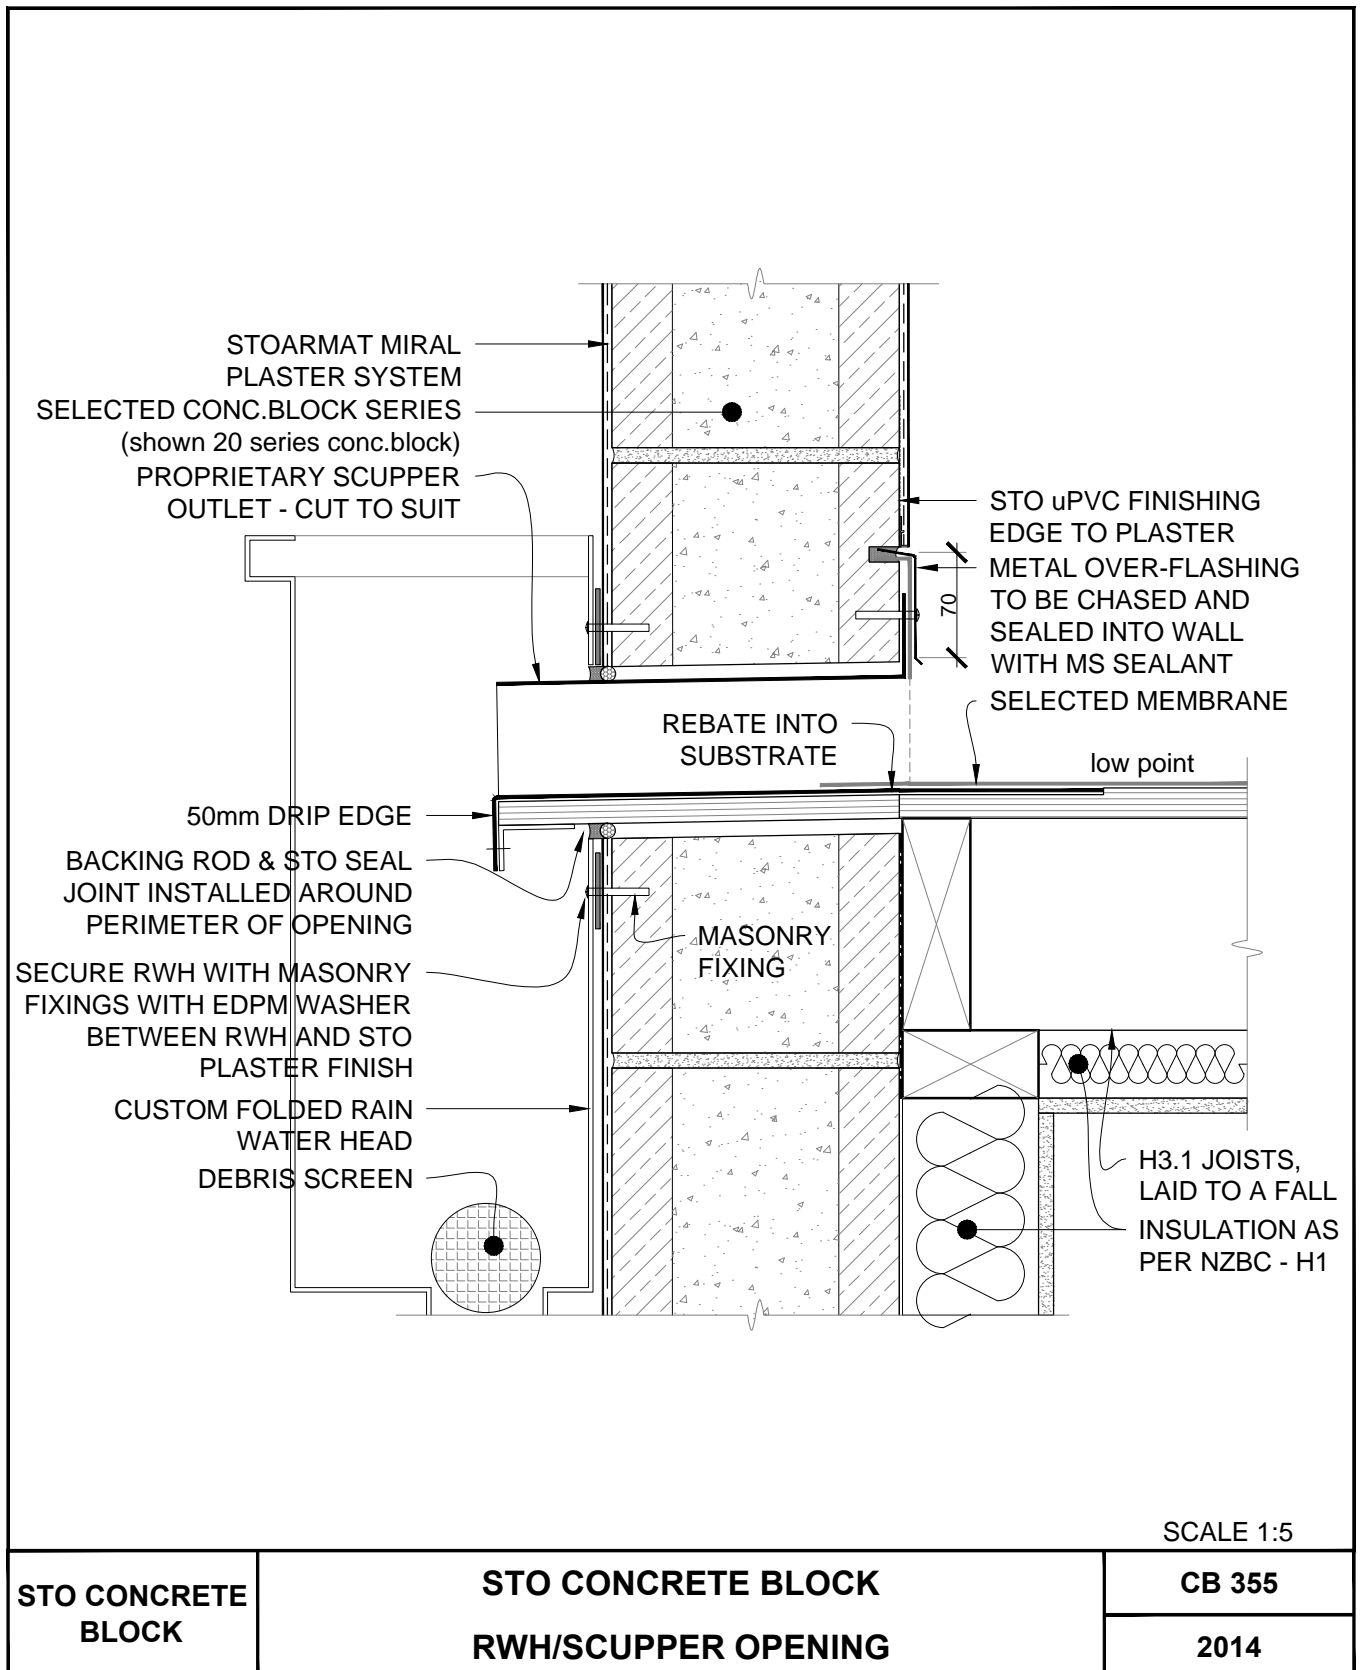 STOARMAT MIRAL
PLASTER SYSTEM
SELECTED CONC.BLOCK SERIES
(shown 20 series conc.block)
PROPRIETARY SCUPPER
OUTLET - CUT TO SUIT
STO uPVC FINISHING
EDGE TO PLASTER
METAL OVER-FLASHING
TO BE CHASED AND
SEALED INTO WALL
WITH MS SEALANT
70
SELECTED MEMBRANE
REBATE INTO
SUBSTRATE
low point
50mm DRIP EDGE
BACKING ROD & STO SEAL
JOINT INSTALLED AROUND
PERIMETER OF OPENING
MASONRY
FIXING
SECURE RWH WITH MASONRY
FIXINGS WITH EDPM WASHER
BETWEEN RWH AND STO
PLASTER FINISH
CUSTOM FOLDED RAIN
WATER HEAD
DEBRIS SCREEN
H3.1 JOISTS,
LAID TO A FALL
INSULATION AS
PER NZBC - H1
SCALE 1:5
STO CONCRETE
BLOCK
STO CONCRETE BLOCK
RWH/SCUPPER OPENING
CB 355
2014